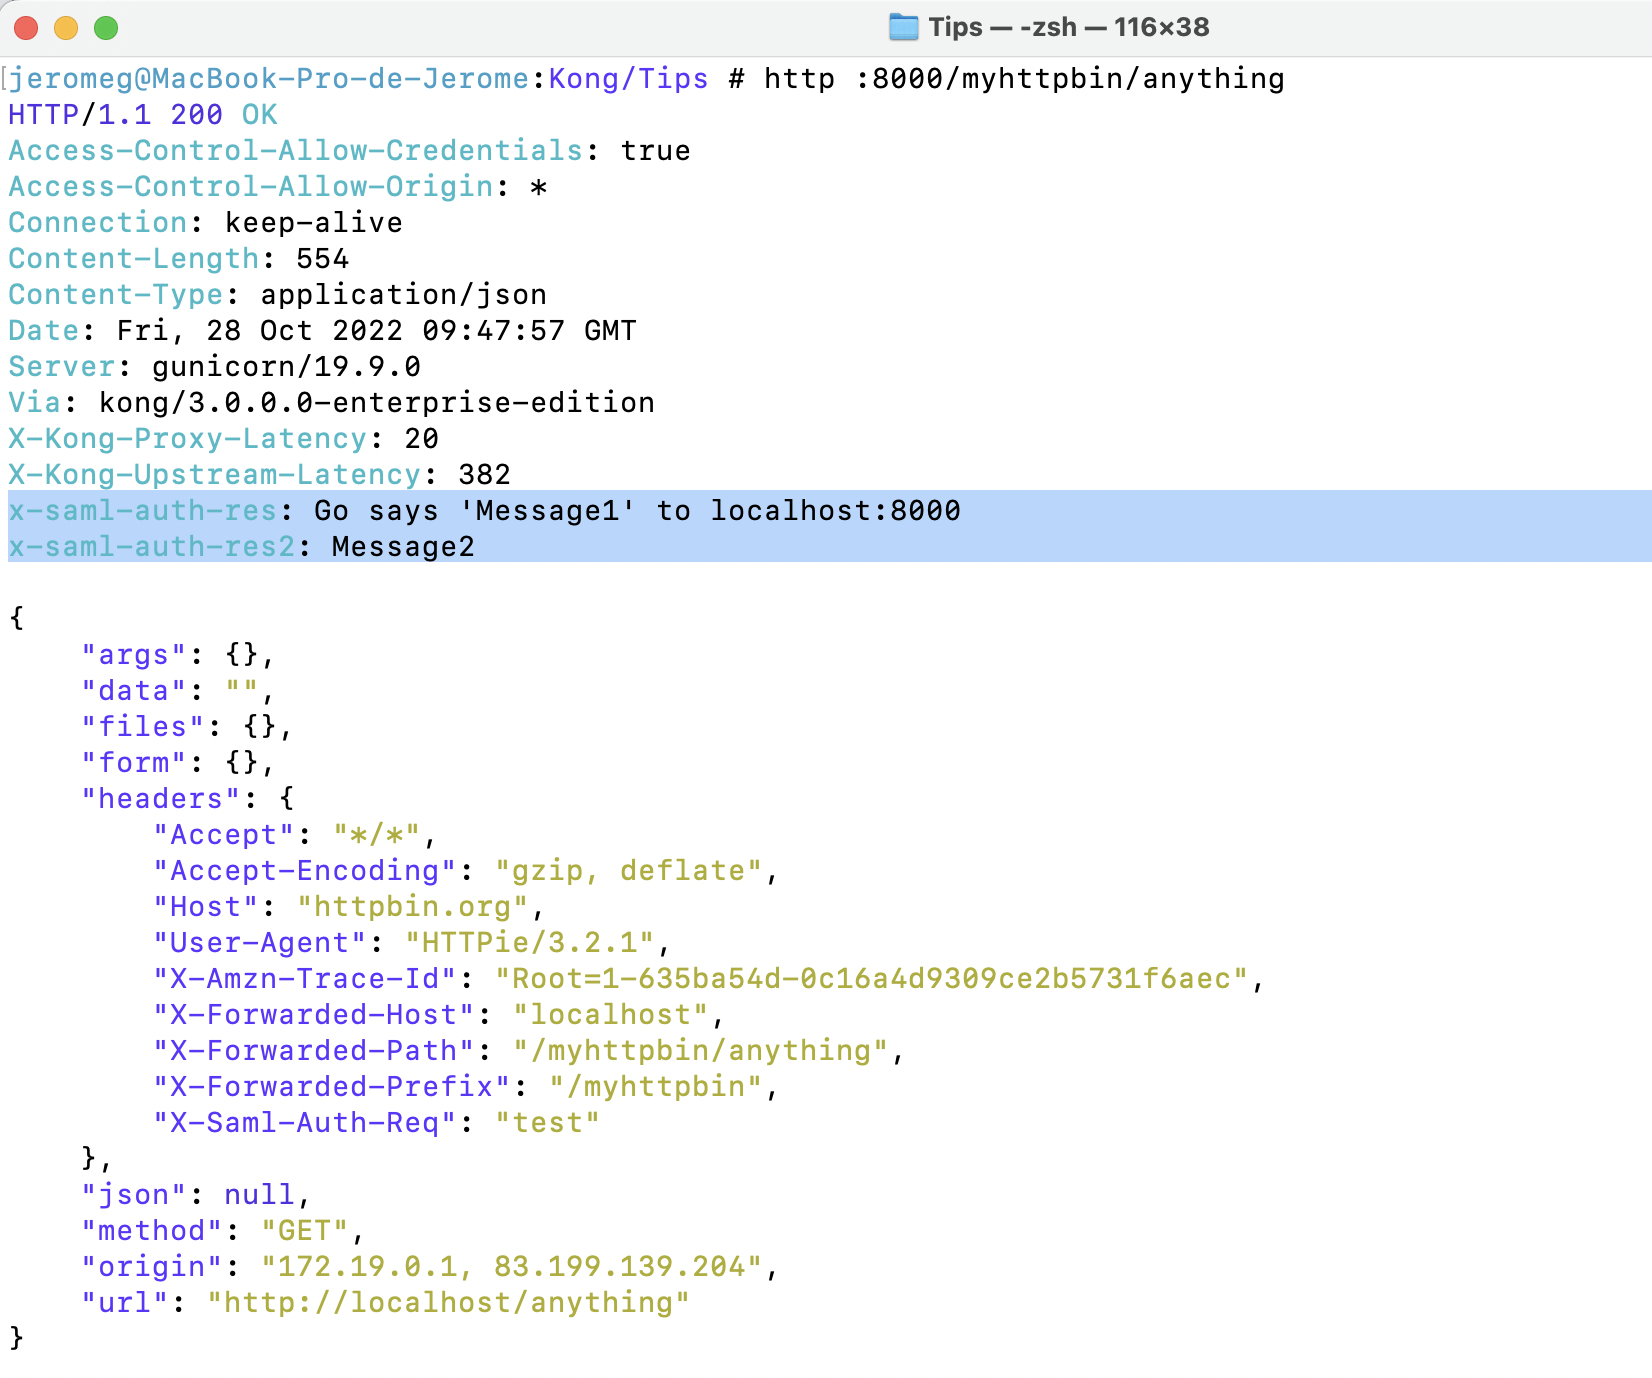 Tips — -zsh — 116×38
jeromeg@MacBook-Pro-de-Jerome:Kong/Tips # http :8000/myhttpbin/anything
HTTP/1.1 200 OK
Access-Control-Allow-Credentials: true
Access-Control-Allow-Origin: *
Connection: keep-alive
Content-Length: 554
Content-Type: application/json
Date: Fri, 28 Oct 2022 09:47:57 GMT
Server: gunicorn/19.9.0
Via: kong/3.0.0.0-enterprise-edition
X-Kong-Proxy-Latency: 20
X-Kong-Upstream-Latency: 382
x-saml-auth-res: Go says 'Message1' to localhost:8000
x-saml-auth-res2: Message2
{
    "args": {},
    "data": "",
    "files": {},
    "form": {},
    "headers": {
        "Accept": "*/*",
        "Accept-Encoding": "gzip, deflate",
        "Host": "httpbin.org",
        "User-Agent": "HTTPie/3.2.1",
        "X-Amzn-Trace-Id": "Root=1-635ba54d-0c16a4d9309ce2b5731f6aec",
        "X-Forwarded-Host": "localhost",
        "X-Forwarded-Path": "/myhttpbin/anything",
        "X-Forwarded-Prefix": "/myhttpbin",
        "X-Saml-Auth-Req": "test"
    },
    "json": null,
    "method": "GET",
    "origin": "172.19.0.1, 83.199.139.204",
    "url": "http://localhost/anything"
}